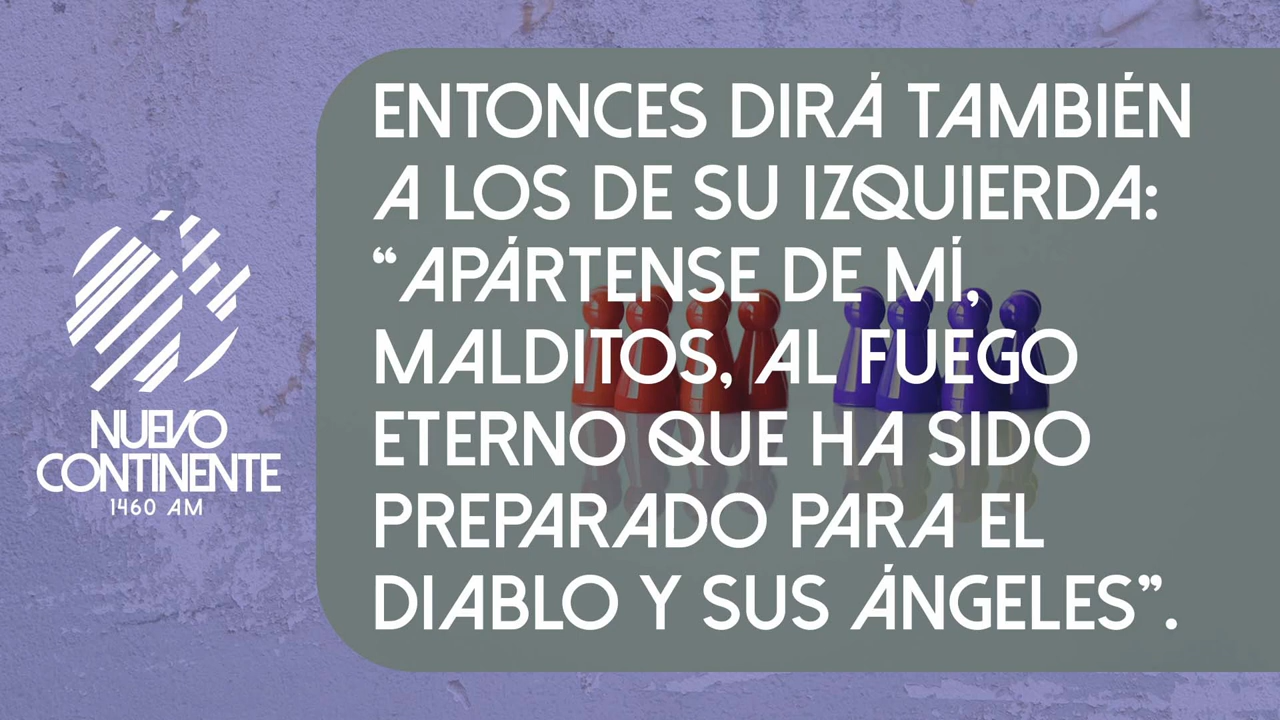 NUEVO
CONTINENTE
1460 AM
ENTONCES DIRÁ TAMBIÉN
A LOS DE SU IZQUIERDA:
“APÁRTENSE DE MÍ,
MALDITOS, AL FUEGO
ETERNO QUE HA SIDO
PREPARADO PARA EL
DIABLO Y SUS ÁNGELES”.